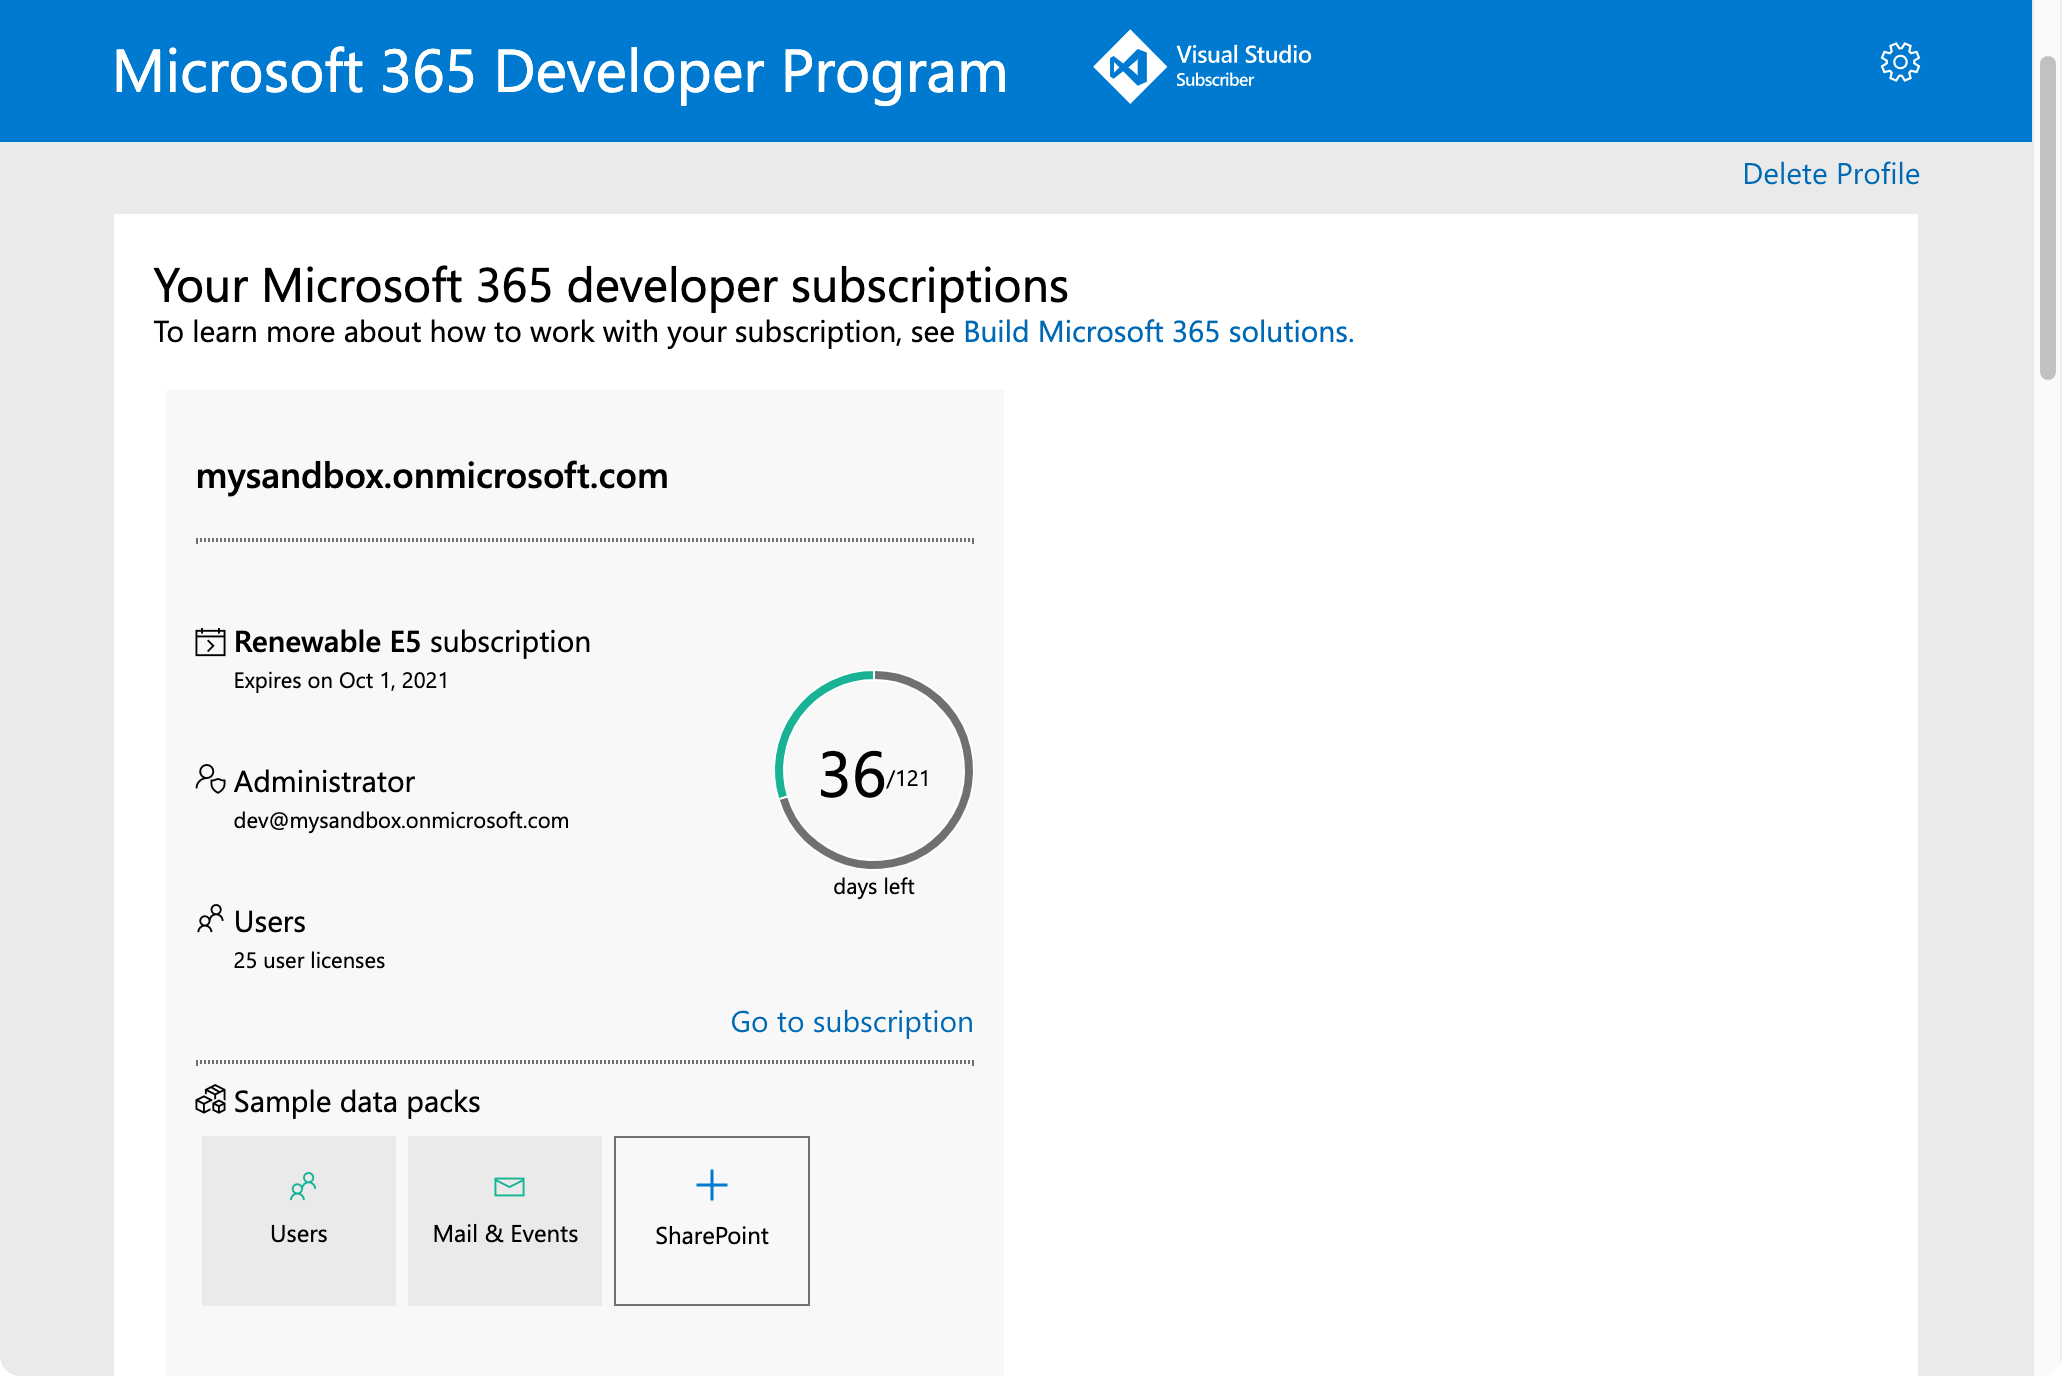 Microsoft 365 Developer Program
Visual Studio
Subscriber
Delete Profile
Your Microsoft 365 developer subscriptions
To learn more about how to work with your subscription, see Build Microsoft 365 solutions.
mysandbox.onmicrosoft.com
Renewable E5 subscription
Expires on Oct 1, 2021
Administrator
dev@mysandbox.onmicrosoft.com
36/121
days left
Users
25 user licenses
Go to subscription
Sample data packs
Users
Mail & Events
SharePoint